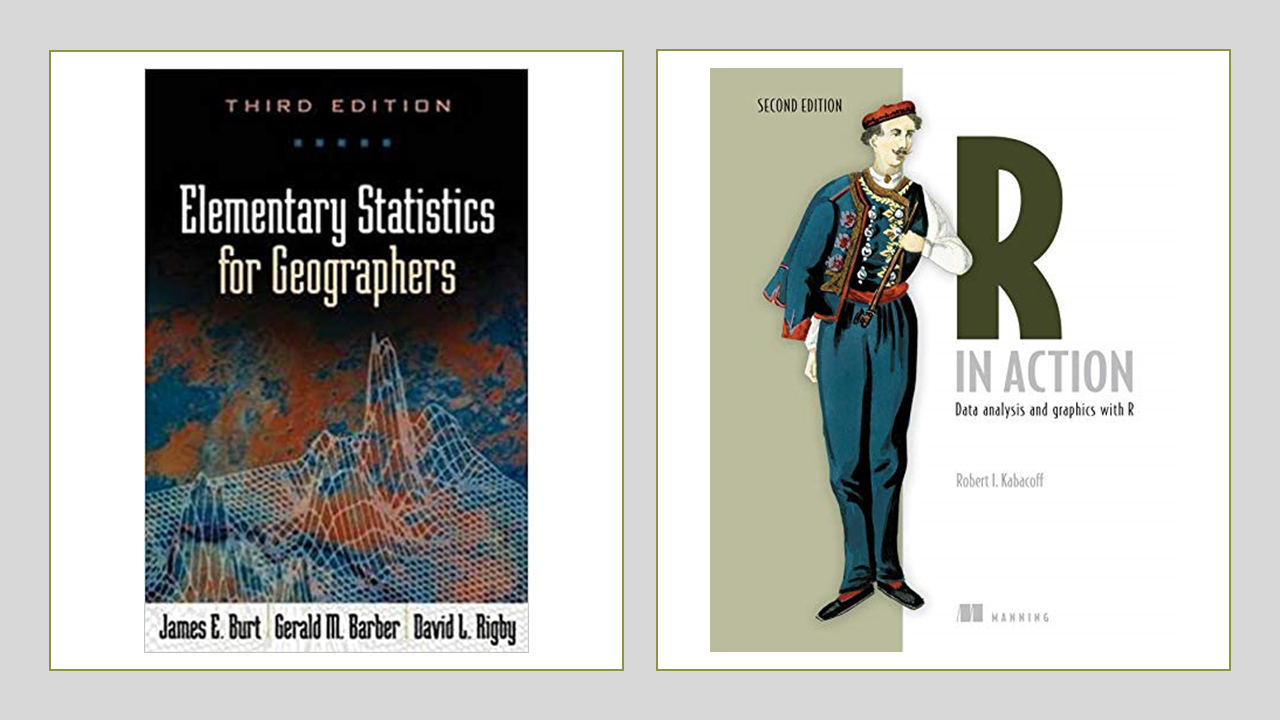 THIRD EDITION
Elementary Statistics
for Geographers
James E. Burt Gerald M. Barber David L. Rigby
SECOND EDITION
R
IN ACTION
Data analysis and graphics with R
Robert I. Kabacoff
MANNING